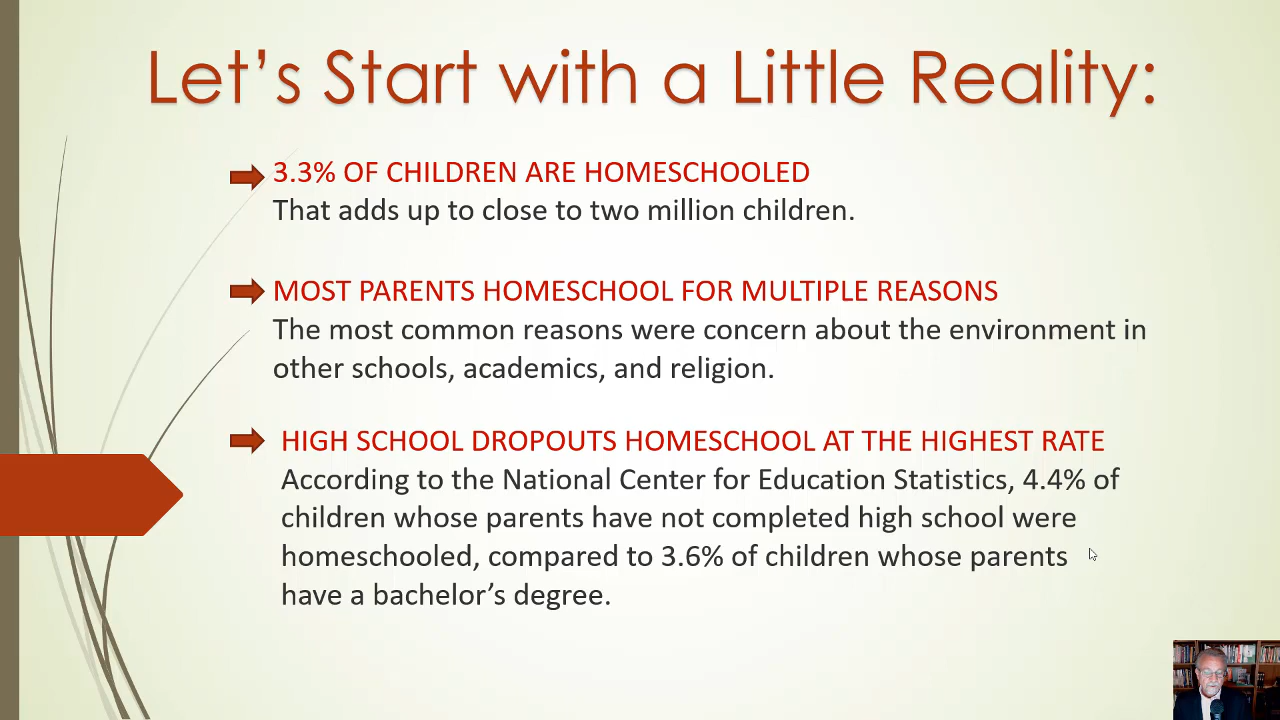 Let’s Start with a Little Reality:
3.3% OF CHILDREN ARE HOMESCHOOLED
That adds up to close to two million children.
MOST PARENTS HOMESCHOOL FOR MULTIPLE REASONS
The most common reasons were concern about the environment in
other schools, academics, and religion.
HIGH SCHOOL DROPOUTS HOMESCHOOL AT THE HIGHEST RATE
According to the National Center for Education Statistics, 4.4% of
children whose parents have not completed high school were
homeschooled, compared to 3.6% of children whose parents
have a bachelor’s degree.